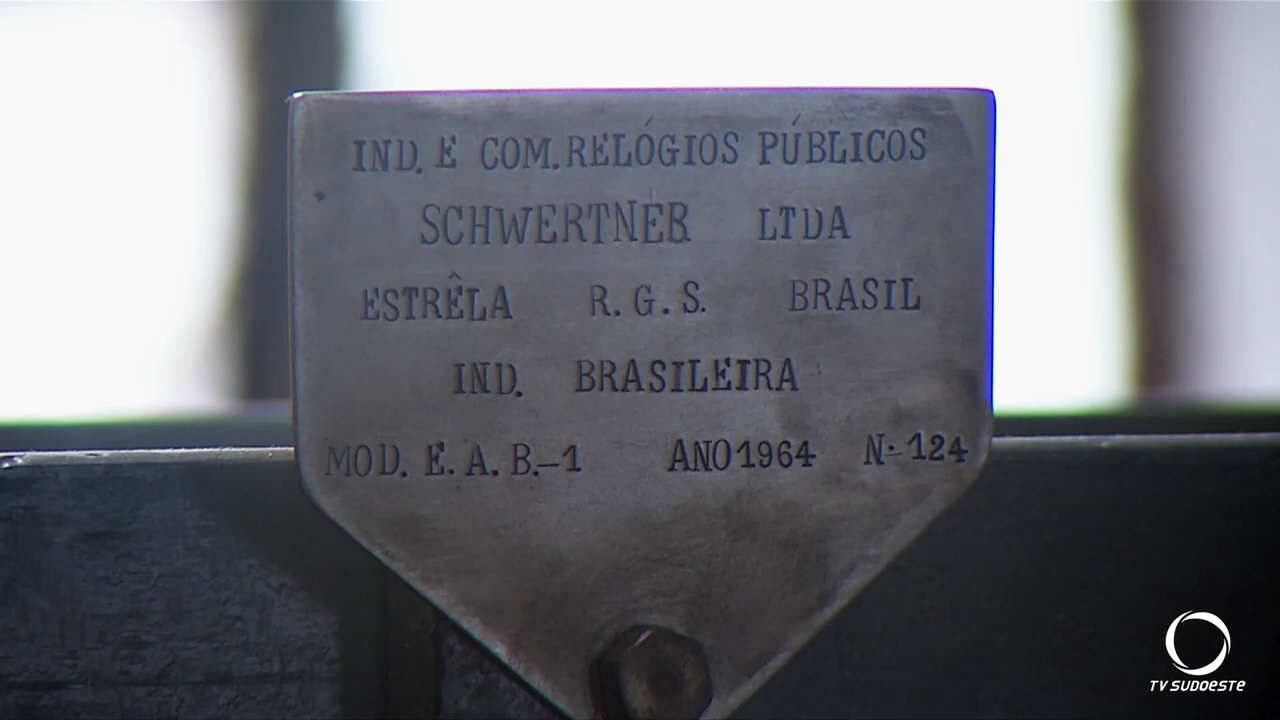 IND. E COM. RELÓGIOS PÚBLICOS
SCHWERTNER LTDA
ESTRÊLA R.G.S. BRASIL
IND. BRASILEIRA
MOD. E.A.B.-1 ANO 1964 N.-124
TV SUDOESTE